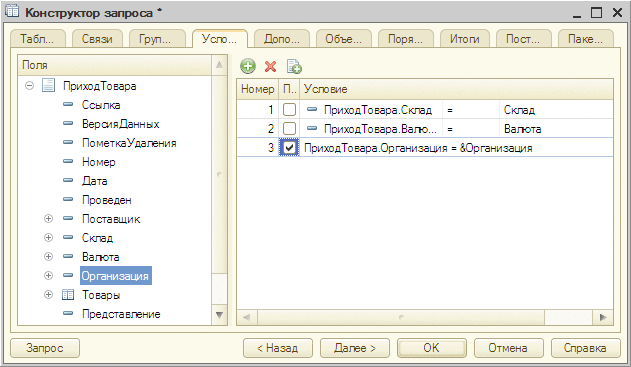 Конструктор запроса *
Табл... Связи Груп... Усло... Допо... Объе... Поря... Итоги Пост... Паке...
Поля
ПриходТовара
Ссылка
ВерсияДанных
ПометкаУдаления
Номер
Дата
Проведен
Поставщик
Склад
Валюта
Организация
Товары
Представление
Номер П.. Условие
1 ПриходТовара.Склад = Склад
2 ПриходТовара.Валю... = Валюта
3 ПриходТовара.Организация = &Организация
Запрос < Назад Далее > OK Отмена Справка